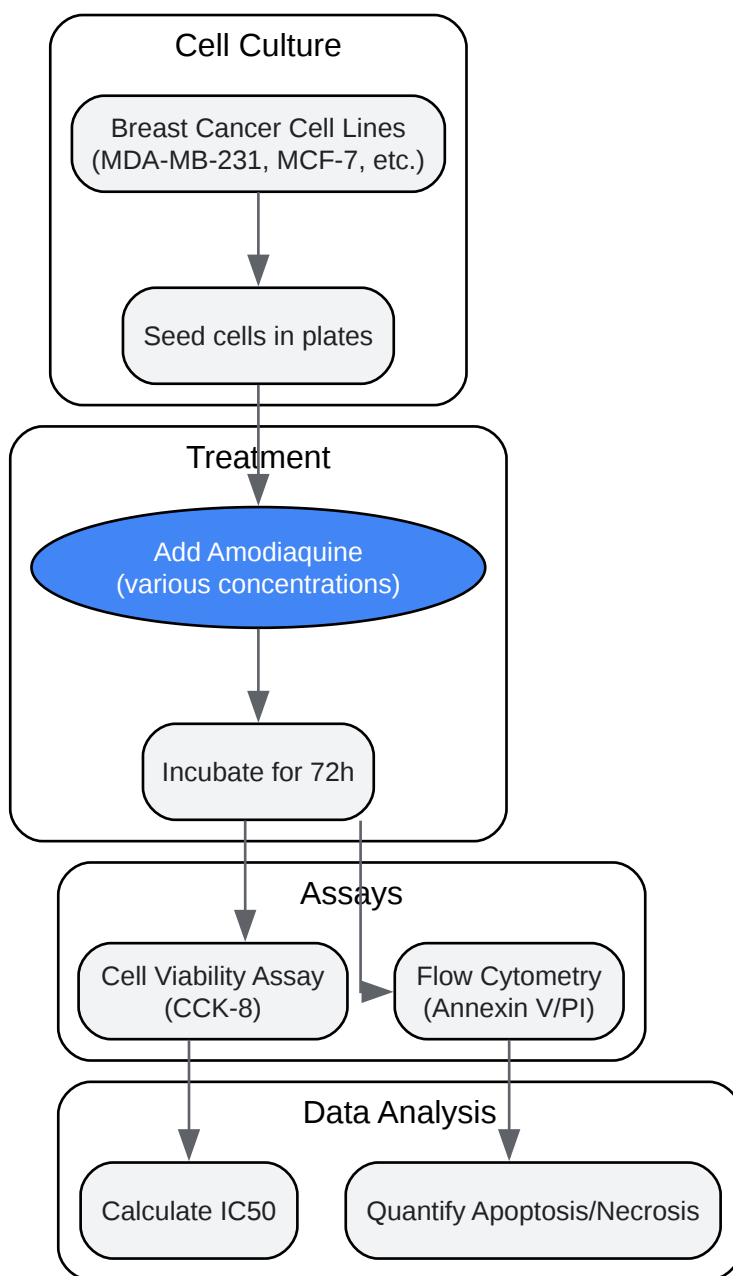 Cell Culture
Breast Cancer Cell Lines
(MDA-MB-231, MCF-7, etc.)
Seed cells in plates
Treatment
Add Amodiaquine
(various concentrations)
Incubate for 72h
Assays
Cell Viability Assay
(CCK-8)
Flow Cytometry
(Annexin V/PI)
Data Analysis
Calculate IC50
Quantify Apoptosis/Necrosis